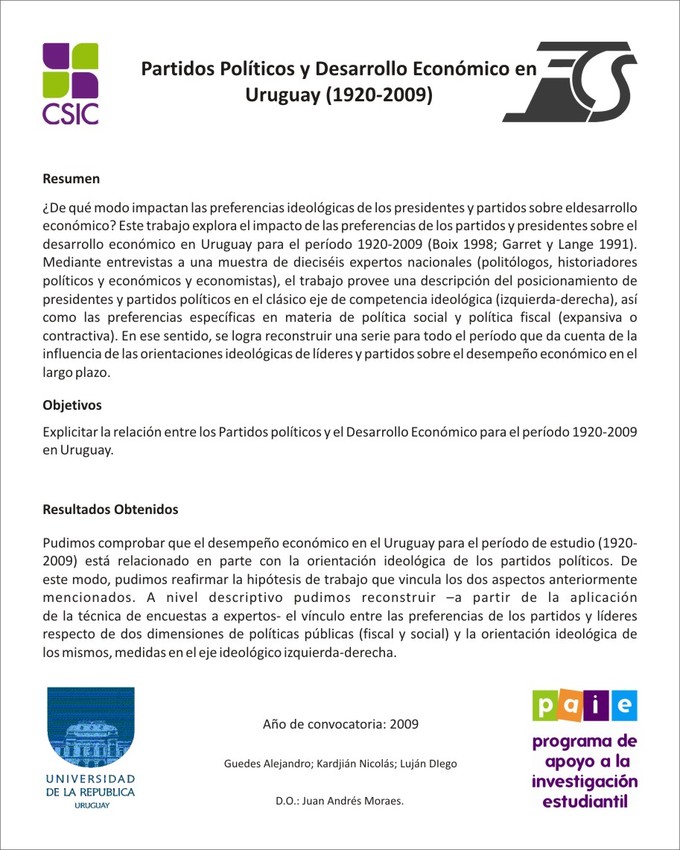 CSIC
Partidos Políticos y Desarrollo Económico en
Uruguay (1920-2009)
FCS
Resumen
¿De qué modo impactan las preferencias ideológicas de los presidentes y partidos sobre eldesarrollo
económico? Este trabajo explora el impacto de las preferencias de los partidos y presidentes sobre el
desarrollo económico en Uruguay para el período 1920-2009 (Boix 1998; Garret y Lange 1991).
Mediante entrevistas a una muestra de dieciséis expertos nacionales (politólogos, historiadores
políticos y económicos y economistas), el trabajo provee una descripción del posicionamiento de
presidentes y partidos políticos en el clásico eje de competencia ideológica (izquierda-derecha), así
como las preferencias específicas en materia de política social y política fiscal (expansiva o
contractiva). En ese sentido, se logra reconstruir una serie para todo el período que da cuenta de la
influencia de las orientaciones ideológicas de líderes y partidos sobre el desempeño económico en el
largo plazo.
Objetivos
Explicitar la relación entre los Partidos políticos y el Desarrollo Económico para el período 1920-2009
en Uruguay.
Resultados Obtenidos
Pudimos comprobar que el desempeño económico en el Uruguay para el período de estudio (1920-
2009) está relacionado en parte con la orientación ideológica de los partidos políticos. De
este modo, pudimos reafirmar la hipótesis de trabajo que vincula los dos aspectos anteriormente
mencionados. A nivel descriptivo pudimos reconstruir –a partir de la aplicación
de la técnica de encuestas a expertos- el vínculo entre las preferencias de los partidos y líderes
respecto de dos dimensiones de políticas públicas (fiscal y social) y la orientación ideológica de
los mismos, medidas en el eje ideológico izquierda-derecha.
UNIVERSIDAD
DE LA REPUBLICA
URUGUAY
Año de convocatoria: 2009
Guedes Alejandro; Kardjián Nicolás; Luján DIego
D.O.: Juan Andrés Moraes.
paie
programa de
apoyo a la
investigación
estudiantil